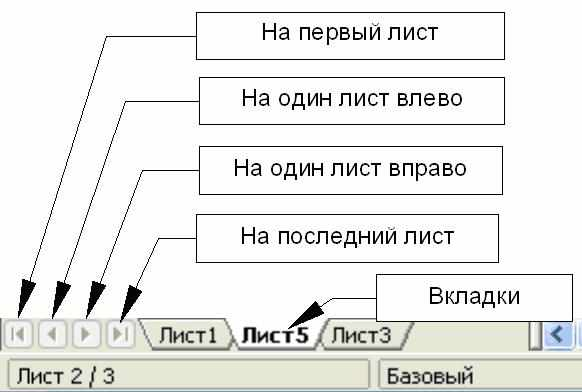 На первый лист
На один лист влево
На один лист вправо
На последний лист
Вкладки
Лист1 Лист5 Лист3
Лист 2 / 3 Базовый